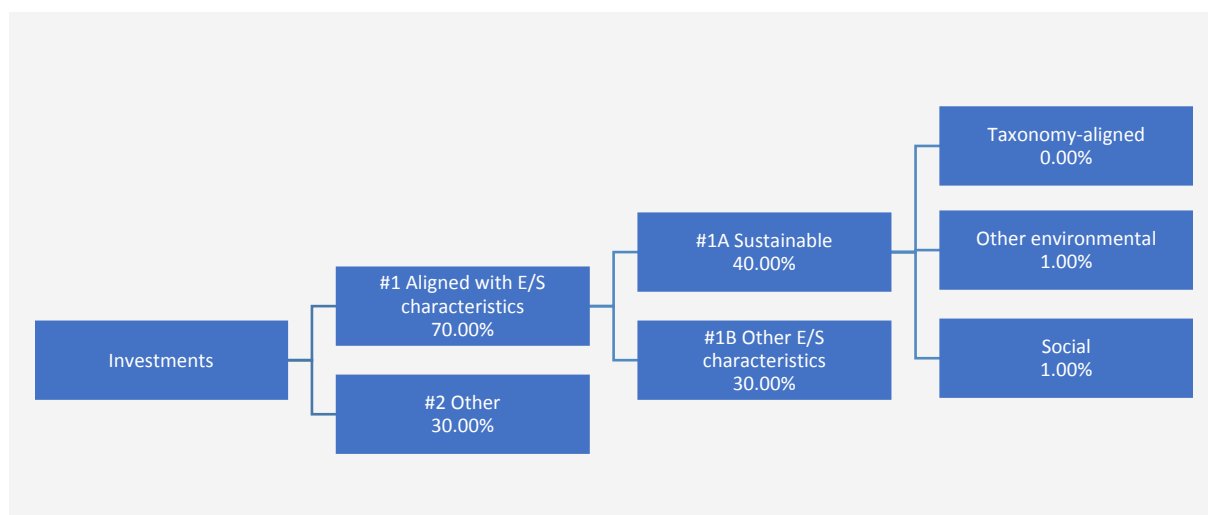 Investments
#1 Aligned with E/S
characteristics
70.00%
#2 Other
30.00%
#1A Sustainable
40.00%
#1B Other E/S
characteristics
30.00%
Taxonomy-aligned
0.00%
Other environmental
1.00%
Social
1.00%